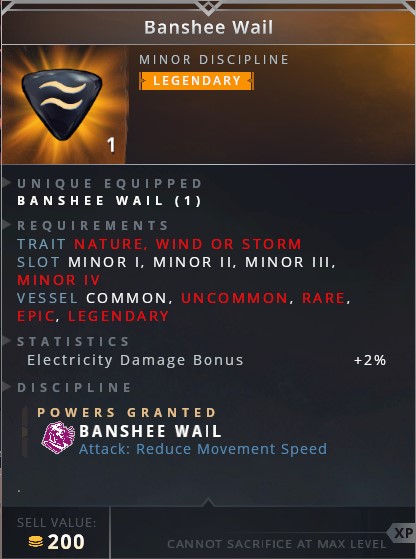 Banshee Wail
MINOR DISCIPLINE
LEGENDARY
1
UNIQUE EQUIPPED
BANSHEE WAIL (1)
REQUIREMENTS
TRAIT NATURE, WIND OR STORM
SLOT MINOR I, MINOR II, MINOR III,
MINOR IV
VESSEL COMMON, UNCOMMON, RARE,
EPIC, LEGENDARY
STATISTICS
Electricity Damage Bonus +2%
DISCIPLINE
POWERS GRANTED
BANSHEE WAIL
Attack: Reduce Movement Speed
.
SELL VALUE:
200
XP
CANNOT SACRIFICE AT MAX LEVEL